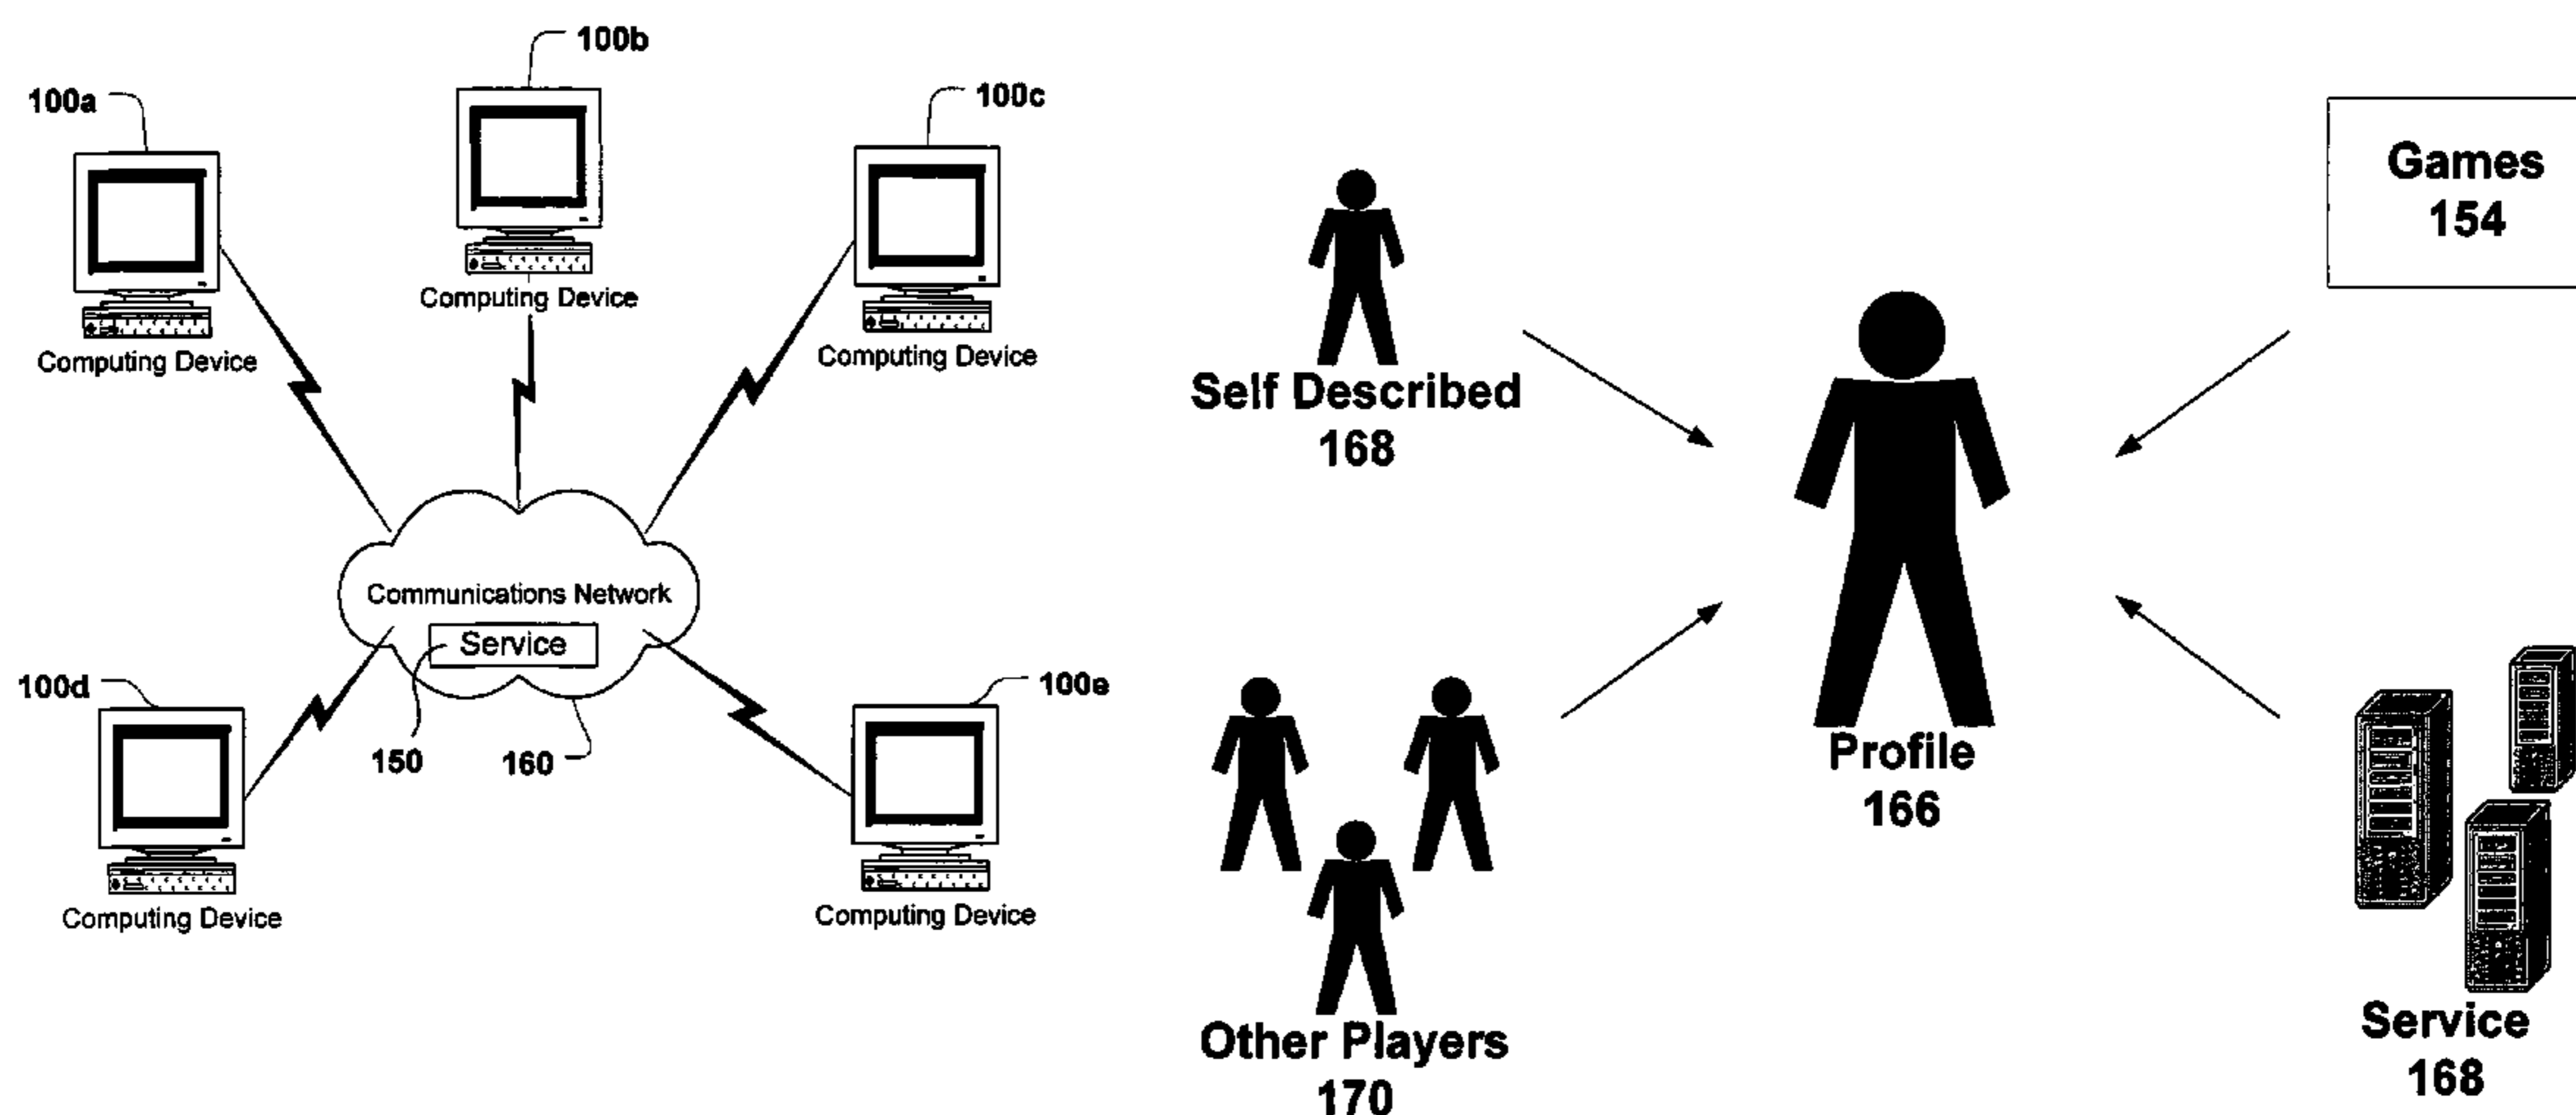 100a
100b
100c
Computing Device
Computing Device
Computing Device
Communications Network
Service
100d
150
160
100e
Computing Device
Computing Device
Self Described
168
Games
154
Profile
166
Other Players
170
Service
168